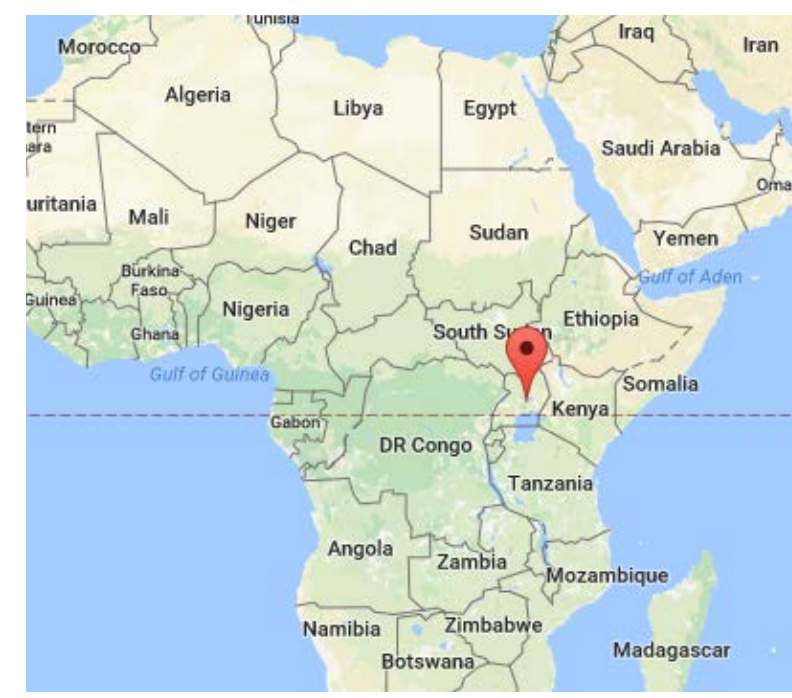 Tunisia
Morocco
Iraq
Iran
Algeria
Libya
Egypt
tern
ara
Saudi Arabia
Oma
uritania
Mali
Niger
Chad
Sudan
Yemen
Burkina
Faso
Gulf of Aden
Guinea
Nigeria
Ethiopia
Ghana
South Sudan
Gulf of Guinea
Somalia
Kenya
Gabon
DR Congo
Tanzania
Angola
Zambia
Mozambique
Namibia
Zimbabwe
Madagascar
Botswana